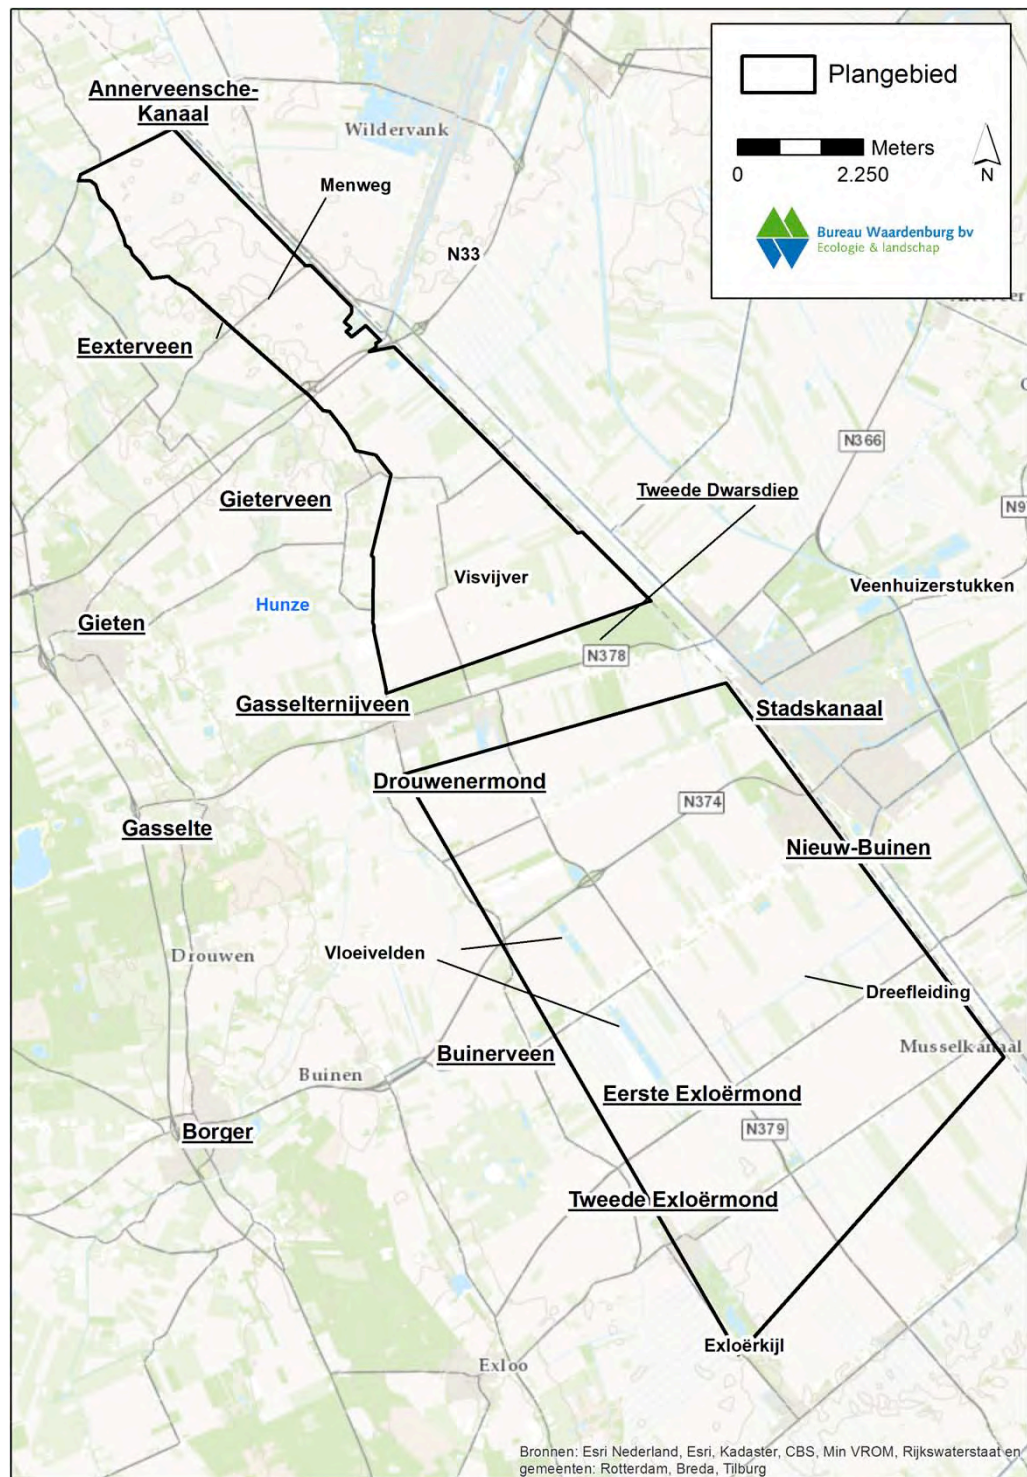 Annerveensche-
Kanaal
Wildervank
Menweg
N33
Eexterveen
N366
Gieterveen
Tweede Dwarsdiep
Visvijver
Veenhuizerstukken
Hunze
Gieten
N378
Gasselternijveen
Stadskanaal
Drouwenermond
N374
Gasselte
Nieuw-Buinen
Drouwen
Vloeivelden
Dreefleiding
Musselkanaal
Buinerveen
Buinen
Eerste Exloërmond
N379
Borger
Tweede Exloërmond
Exloërkijl
Exloo
Plangebied
Meters
0 2.250
N
Bureau Waardenburg bv
Ecologie & landschap
Bronnen: Esri Nederland, Esri, Kadaster, CBS, Min VROM, Rijkswaterstaat en
gemeenten: Rotterdam, Breda, Tilburg